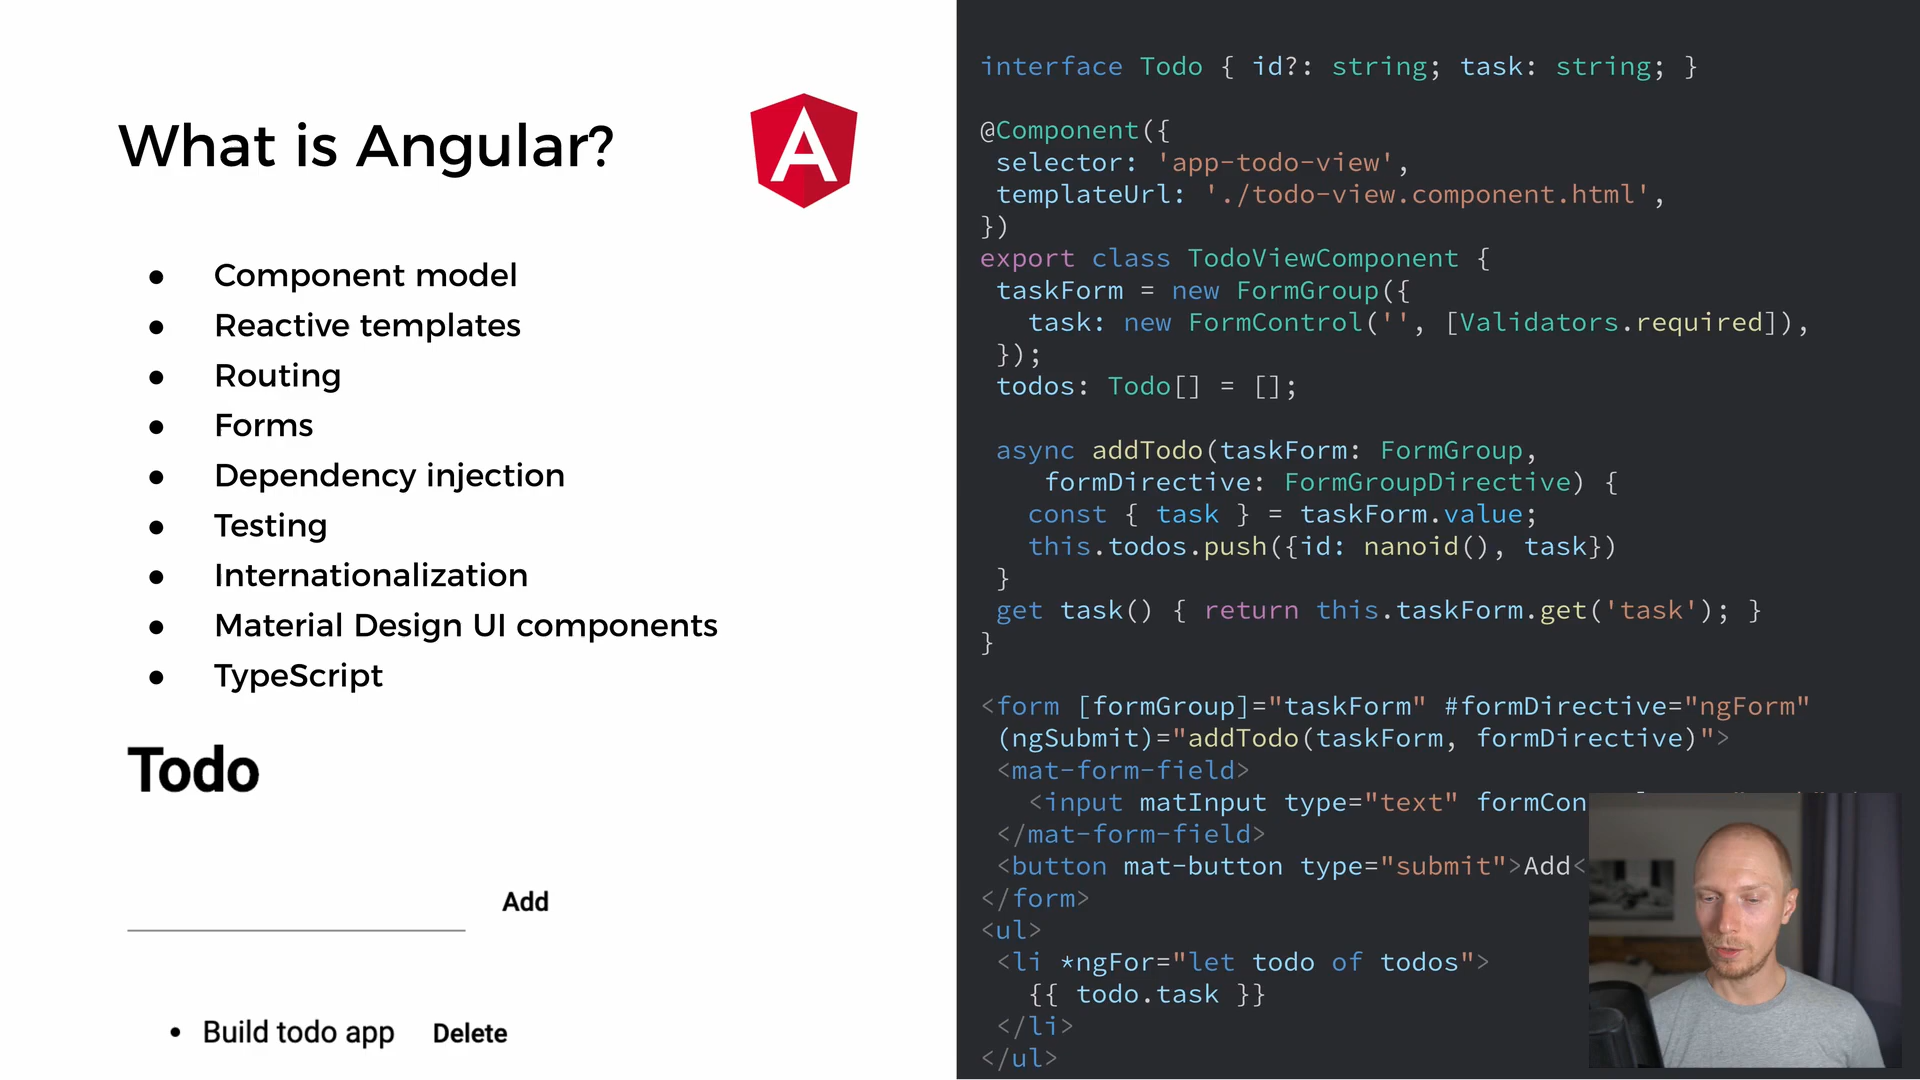 What is Angular?
● Component model
● Reactive templates
● Routing
● Forms
● Dependency injection
● Testing
● Internationalization
● Material Design UI components
● TypeScript
Todo
Add
• Build todo app Delete
interface Todo { id?: string; task: string; }
@Component({
selector: 'app-todo-view',
templateUrl: './todo-view.component.html',
})
export class TodoViewComponent {
taskForm = new FormGroup({
task: new FormControl('', [Validators.required]),
});
todos: Todo[] = [];
async addTodo(taskForm: FormGroup,
formDirective: FormGroupDirective) {
const { task } = taskForm.value;
this.todos.push({id: nanoid(), task})
}
get task() { return this.taskForm.get('task'); }
}
<form [formGroup]="taskForm" #formDirective="ngForm"
(ngSubmit)="addTodo(taskForm, formDirective)">
<mat-form-field>
<input matInput type="text" formCon
</mat-form-field>
<button mat-button type="submit">Add<
</form>
<ul>
<li *ngFor="let todo of todos">
{{ todo.task }}
</li>
</ul>